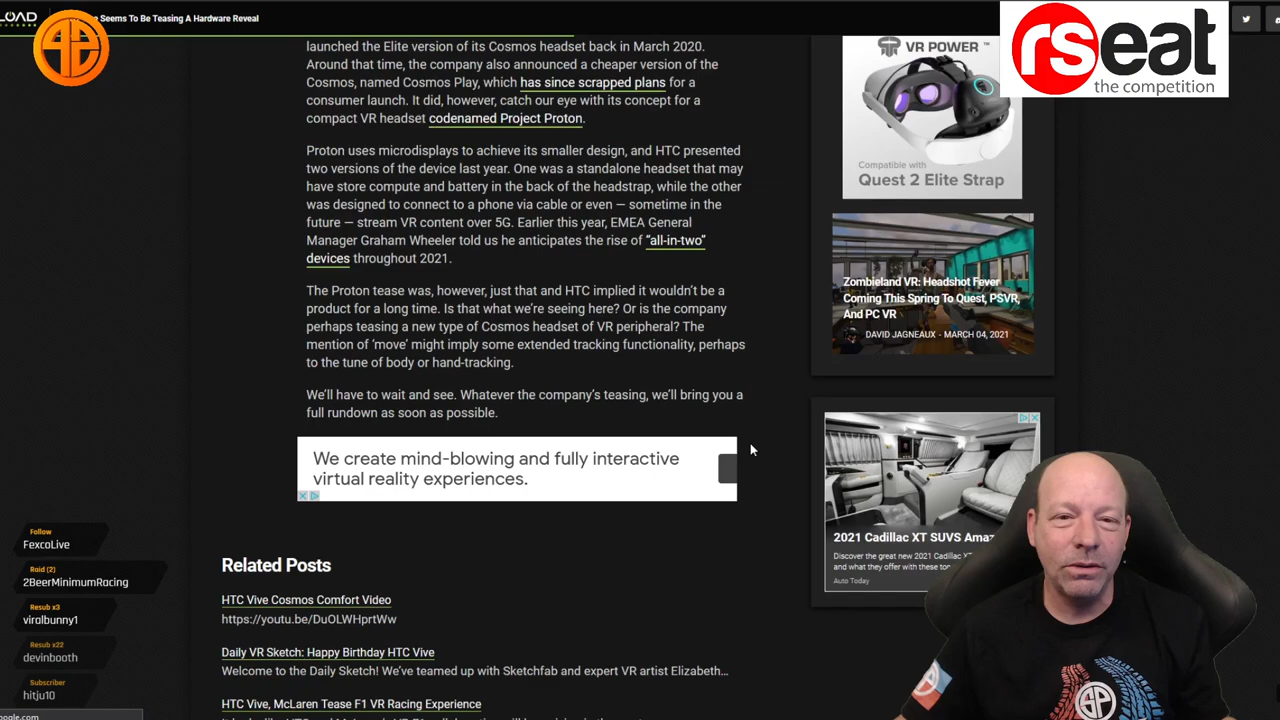 LOAD
Seems To Be Teasing A Hardware Reveal
rseat
the competition
launched the Elite version of its Cosmos headset back in March 2020.
Around that time, the company also announced a cheaper version of the
Cosmos, named Cosmos Play, which has since scrapped plans for a
consumer launch. It did, however, catch our eye with its concept for a
compact VR headset codenamed Project Proton.
Proton uses microdisplays to achieve its smaller design, and HTC presented
two versions of the device last year. One was a standalone headset that may
have store compute and battery in the back of the headstrap, while the other
was designed to connect to a phone via cable or even — sometime in the
future — stream VR content over 5G. Earlier this year, EMEA General
Manager Graham Wheeler told us he anticipates the rise of “all-in-two”
devices throughout 2021.
The Proton tease was, however, just that and HTC implied it wouldn’t be a
product for a long time. Is that what we’re seeing here? Or is the company
perhaps teasing a new type of Cosmos headset of VR peripheral? The
mention of ‘move’ might imply some extended tracking functionality, perhaps
to the tune of body or hand-tracking.
We’ll have to wait and see. Whatever the company’s teasing, we’ll bring you a
full rundown as soon as possible.
We create mind-blowing and fully interactive
virtual reality experiences.
Related Posts
HTC Vive Cosmos Comfort Video
https://youtu.be/DuOLWHprtWw
Daily VR Sketch: Happy Birthday HTC Vive
Welcome to the Daily Sketch! We’ve teamed up with Sketchfab and expert VR artist Elizabeth...
HTC Vive, McLaren Tease F1 VR Racing Experience
VR POWER™
Compatible with
Quest 2 Elite Strap
Zombieland VR: Headshot Fever
Coming This Spring To Quest, PSVR,
And PC VR
DAVID JAGNEAUX - MARCH 04, 2021
2021 Cadillac XT SUVS Amaz
Discover the great new 2021 Cadillac XT
and what they offer with these top
Auto Today
Follow
FexcoLive
Raid (2)
2BeerMinimumRacing
Resub x3
viralbunny1
Resub x22
devinbooth
Subscriber
hitju10
oogle.com